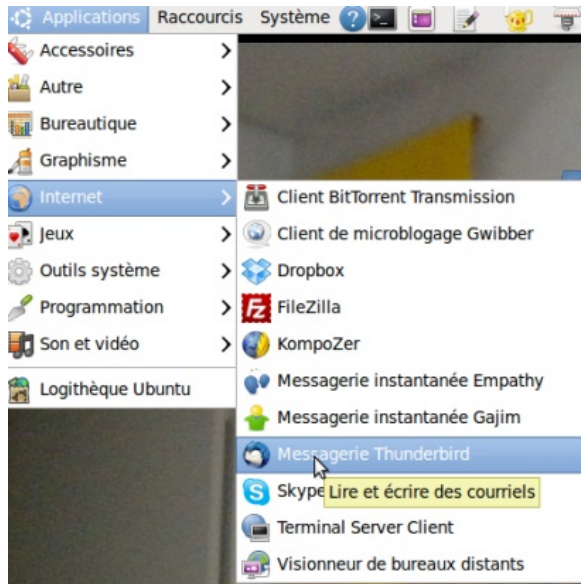 Applications Raccourcis Système
Accessoires
Autre
Bureautique
Graphisme
Internet
Jeux
Outils système
Programmation
Son et vidéo
Logithèque Ubuntu
Client BitTorrent Transmission
Client de microblogage Gwibber
Dropbox
FileZilla
KompoZer
Messagerie instantanée Empathy
Messagerie instantanée Gajim
Messagerie Thunderbird
Skype
Lire et écrire des courriels
Terminal Server Client
Visionneur de bureaux distants